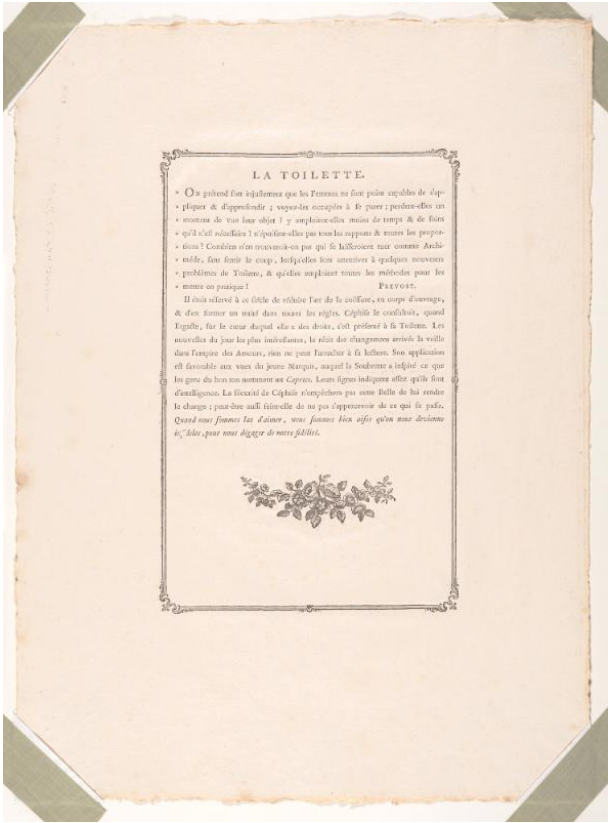 LA TOILETTE.
» ON prétend fort injustement que les Femmes ne sont point capables de s'ap-
» pliquer & d'approfondir ; voyez-les occupées à se parer ; perdent-elles un
» moment de vue leur objet ? y emploient-elles moins de temps & de soins
» qu'il n'est nécessaire ? n'épuisent-elles pas tous les rapports & toutes les propor-
» tions ? Combien n'en trouveroit-on pas qui se laisseroient tuer comme Archi-
» méde, sans sentir le coup, lorsqu'elles sont attentives à quelques nouveaux
» problêmes de Toilette, & qu'elles emploient toutes les méthodes pour les
» mettre en pratique ! PREVOST.
Il étoit réservé à ce siécle de réduire l'art de la coëffure, en corps d'ouvrage,
& d'en former un traité dans toutes les régles. Céphise le consultoit, quand
Ergaste, sur le cœur duquel elle a des droits, s'est présenté à sa Toilette. Les
nouvelles du jour les plus intéressantes, le récit des changemens arrivés la veille
dans l'empire des Amours, rien ne peut l'arracher à sa lecture. Son application
est favorable aux vues du jeune Marquis, auquel la Soubrette a inspiré ce que
les gens du bon ton nomment un Caprice. Leurs signes indiquent assez qu'ils sont
d'intelligence. La sécurité de Céphise n'empêchera pas cette Belle de lui rendre
le change ; peut-être aussi feint-elle de ne pas s'appercevoir de ce qui se passe.
Quand nous sommes las d'aimer, nous sommes bien aises qu'on nous devienne
infideles, pour nous dégager de notre fidélité.